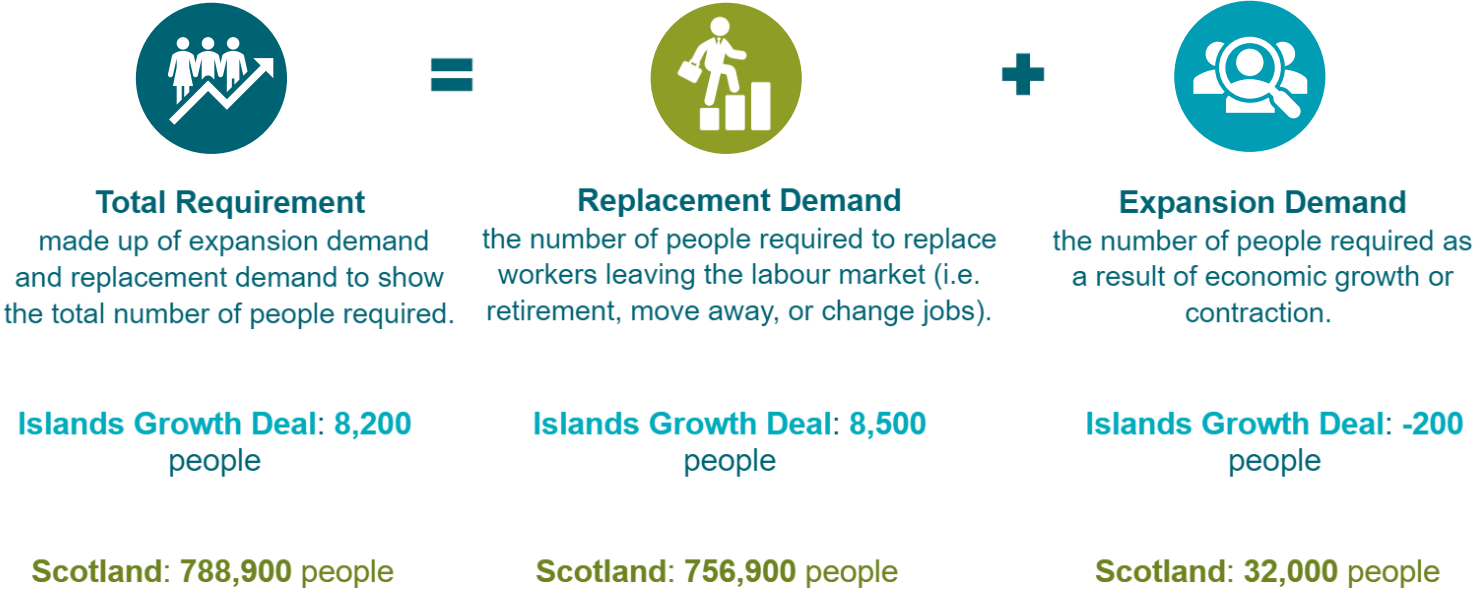 =
+
Total Requirement
made up of expansion demand
and replacement demand to show
the total number of people required.
Replacement Demand
the number of people required to replace
workers leaving the labour market (i.e.
retirement, move away, or change jobs).
Expansion Demand
the number of people required as
a result of economic growth or
contraction.
Islands Growth Deal: 8,200
people
Islands Growth Deal: 8,500
people
Islands Growth Deal: -200
people
Scotland: 788,900 people
Scotland: 756,900 people
Scotland: 32,000 people